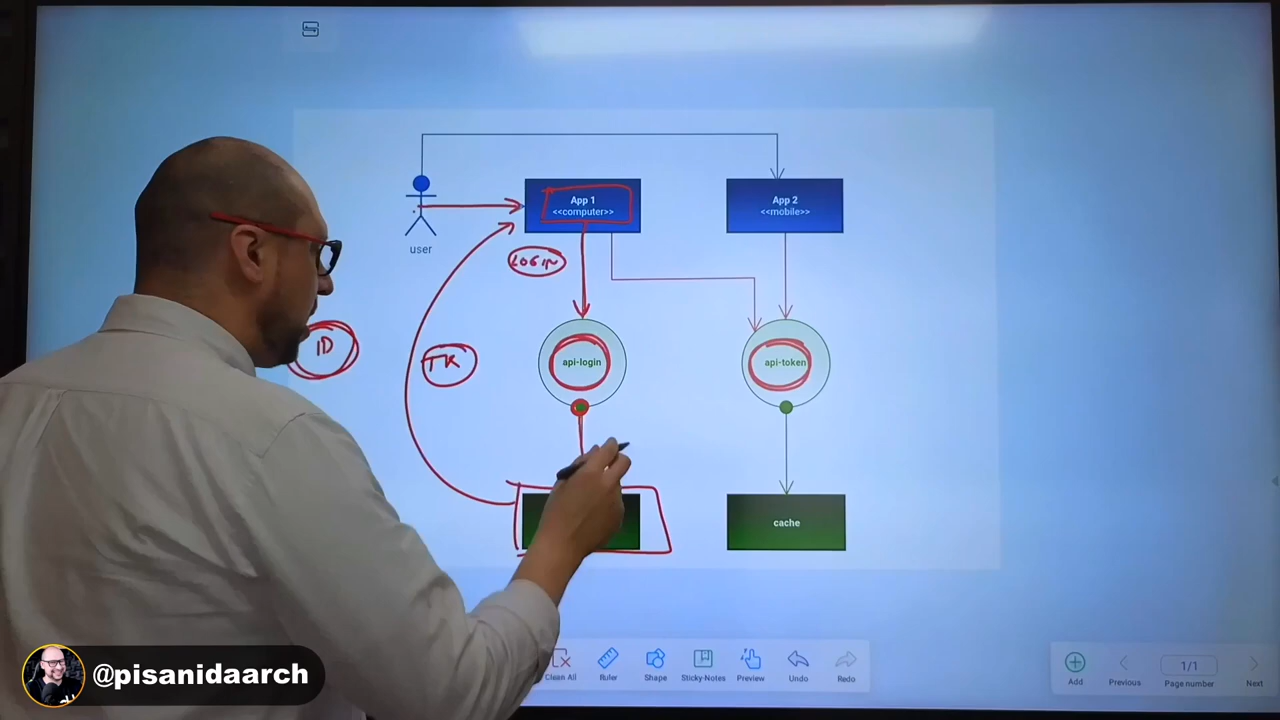 App 1
<<computer>>
App 2
<<mobile>>
user
LOGIN
ID
TK
api-login
api-token
cache
@pisanidaarch
Clean All
Ruler
Shape
Sticky-Notes
Preview
Undo
Redo
Add
Previous
1/1
Page number
Next